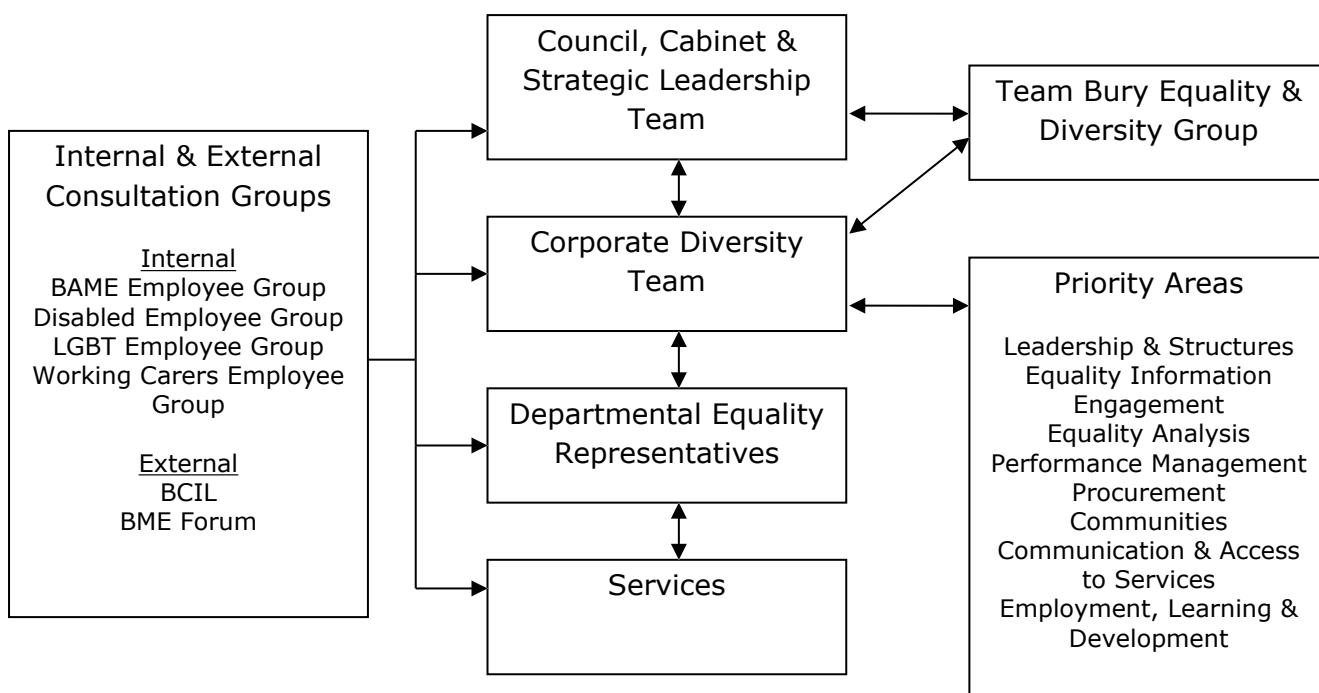 Internal & External
Consultation Groups
Internal
BAME Employee Group
Disabled Employee Group
LGBT Employee Group
Working Carers Employee
Group
External
BCIL
BME Forum
Council, Cabinet &
Strategic Leadership
Team
Corporate Diversity
Team
Departmental Equality
Representatives
Services
Team Bury Equality &
Diversity Group
Priority Areas
Leadership & Structures
Equality Information
Engagement
Equality Analysis
Performance Management
Procurement
Communities
Communication & Access
to Services
Employment, Learning &
Development